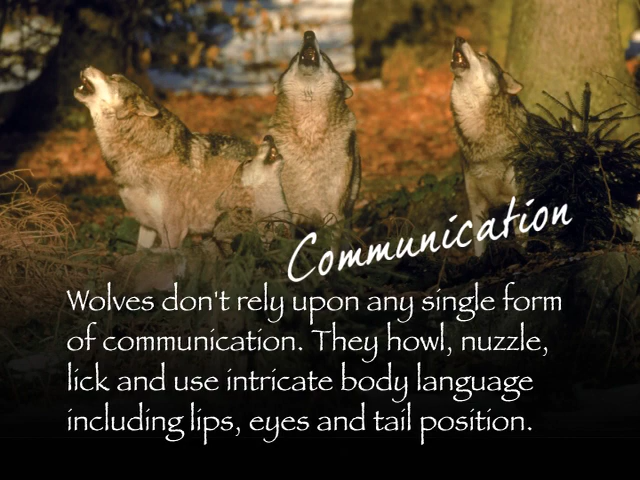 Communication
Wolves don't rely upon any single form
of communication. They howl, nuzzle,
lick and use intricate body language
including lips, eyes and tail position.